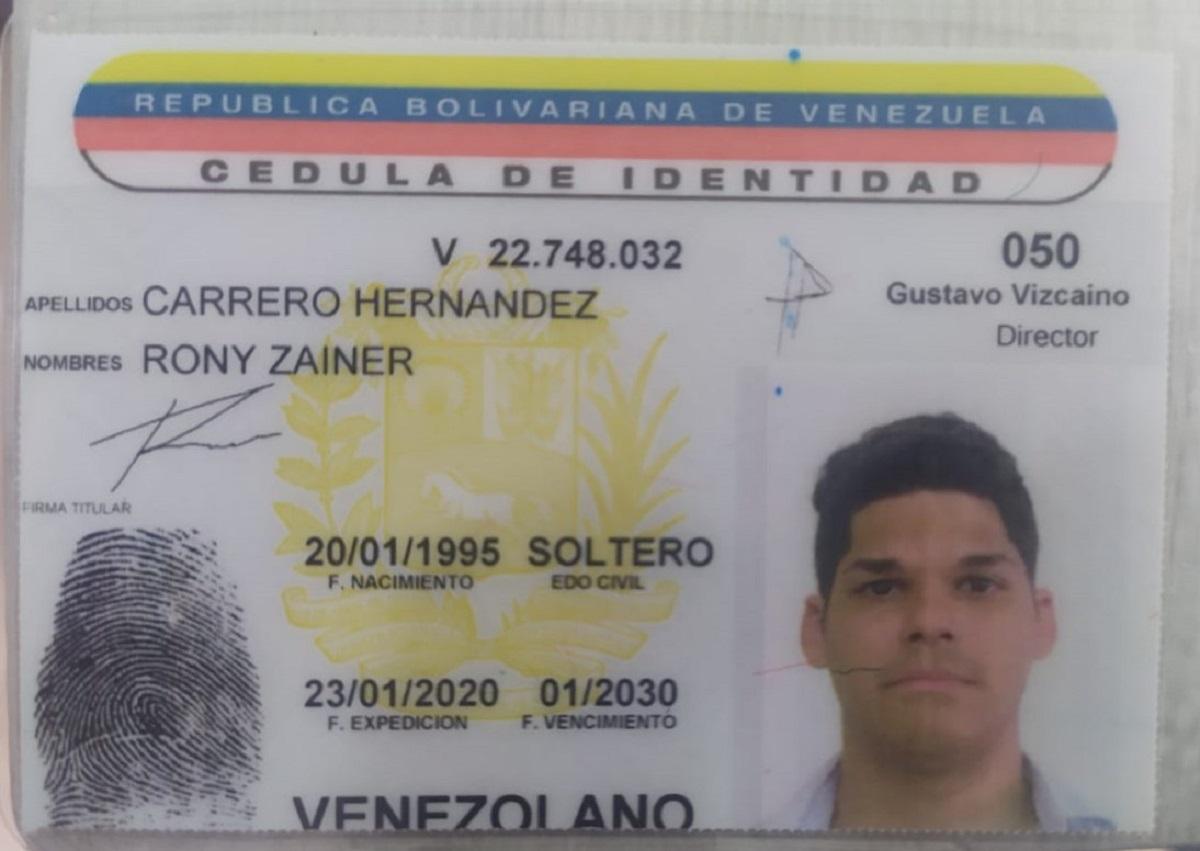 REPUBLICA BOLIVARIANA DE VENEZUELA
CEDULA DE IDENTIDAD
V 22.748.032
050
Gustavo Vizcaino
Director
APELLIDOS CARRERO HERNANDEZ
NOMBRES RONY ZAINER
FIRMA TITULAR
20/01/1995 SOLTERO
F. NACIMIENTO EDO CIVIL
23/01/2020 01/2030
F. EXPEDICION F. VENCIMIENTO
VENEZOLANO